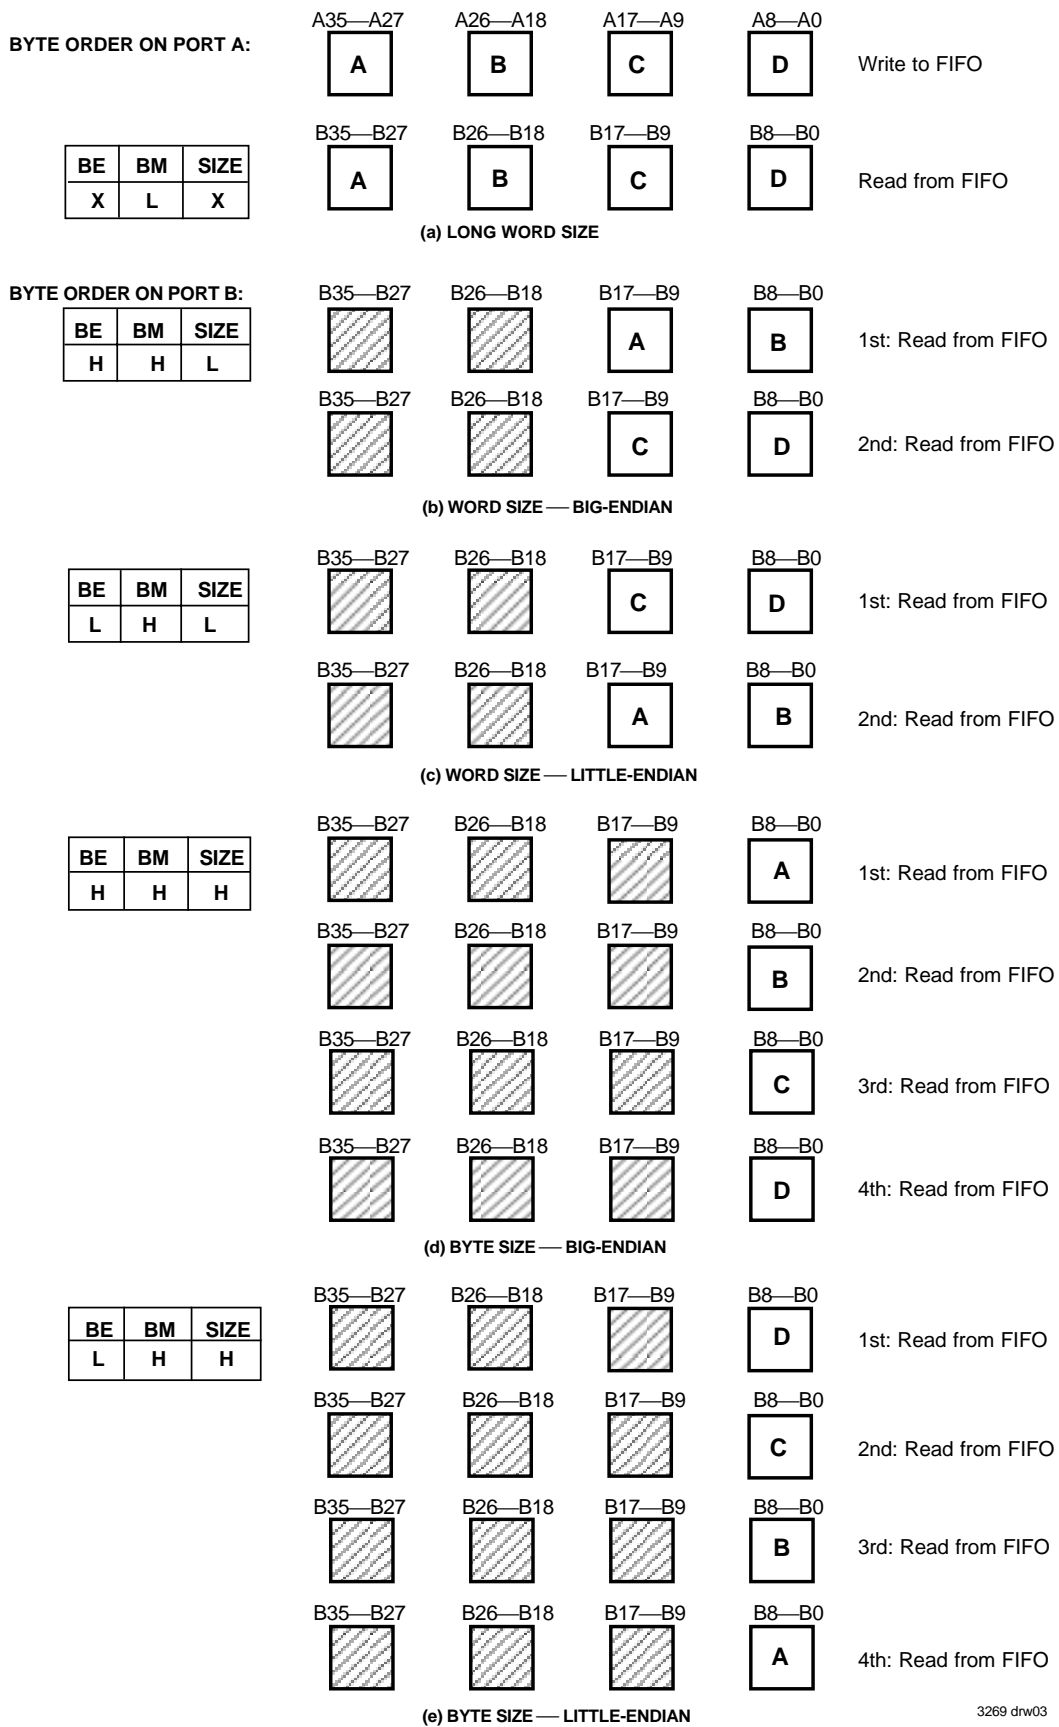 A35—A27 A26—A18 A17—A9 A8—A0
BYTE ORDER ON PORT A:
A B C D Write to FIFO
B35—B27 B26—B18 B17—B9 B8—B0
BE BM SIZE
A B C D Read from FIFO
X L X
(a) LONG WORD SIZE
BYTE ORDER ON PORT B:
B35—B27 B26—B18 B17—B9 B8—B0
BE BM SIZE
A B 1st: Read from FIFO
H H L
B35—B27 B26—B18 B17—B9 B8—B0
C D 2nd: Read from FIFO
(b) WORD SIZE — BIG-ENDIAN
B35—B27 B26—B18 B17—B9 B8—B0
BE BM SIZE
C D 1st: Read from FIFO
L H L
B35—B27 B26—B18 B17—B9 B8—B0
A B 2nd: Read from FIFO
(c) WORD SIZE — LITTLE-ENDIAN
B35—B27 B26—B18 B17—B9 B8—B0
BE BM SIZE
A 1st: Read from FIFO
H H H
B35—B27 B26—B18 B17—B9 B8—B0
B 2nd: Read from FIFO
B35—B27 B26—B18 B17—B9 B8—B0
C 3rd: Read from FIFO
B35—B27 B26—B18 B17—B9 B8—B0
D 4th: Read from FIFO
(d) BYTE SIZE — BIG-ENDIAN
B35—B27 B26—B18 B17—B9 B8—B0
BE BM SIZE
D 1st: Read from FIFO
L H H
B35—B27 B26—B18 B17—B9 B8—B0
C 2nd: Read from FIFO
B35—B27 B26—B18 B17—B9 B8—B0
B 3rd: Read from FIFO
B35—B27 B26—B18 B17—B9 B8—B0
A 4th: Read from FIFO
(e) BYTE SIZE — LITTLE-ENDIAN
3269 drw03